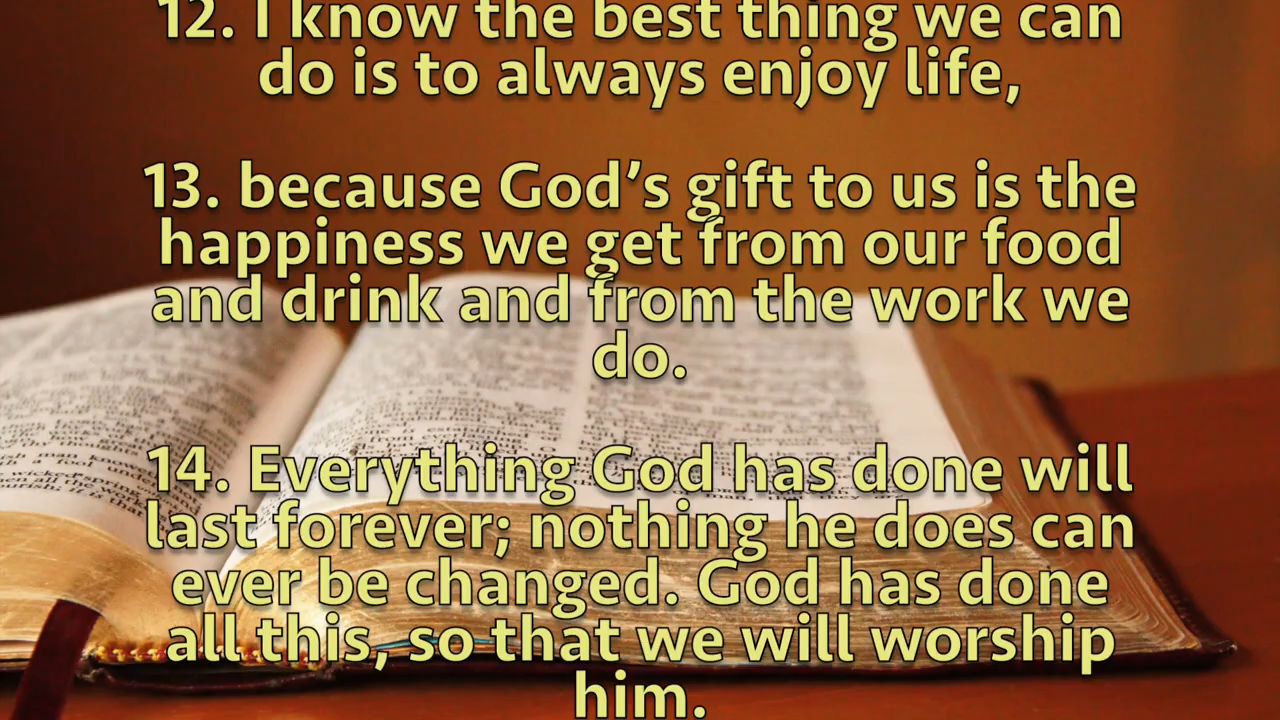 12. I know the best thing we can
do is to always enjoy life,
13. because God's gift to us is the
happiness we get from our food
and drink and from the work we
do.
14. Everything God has done will
last forever; nothing he does can
ever be changed. God has done
all this, so that we will worship
him.